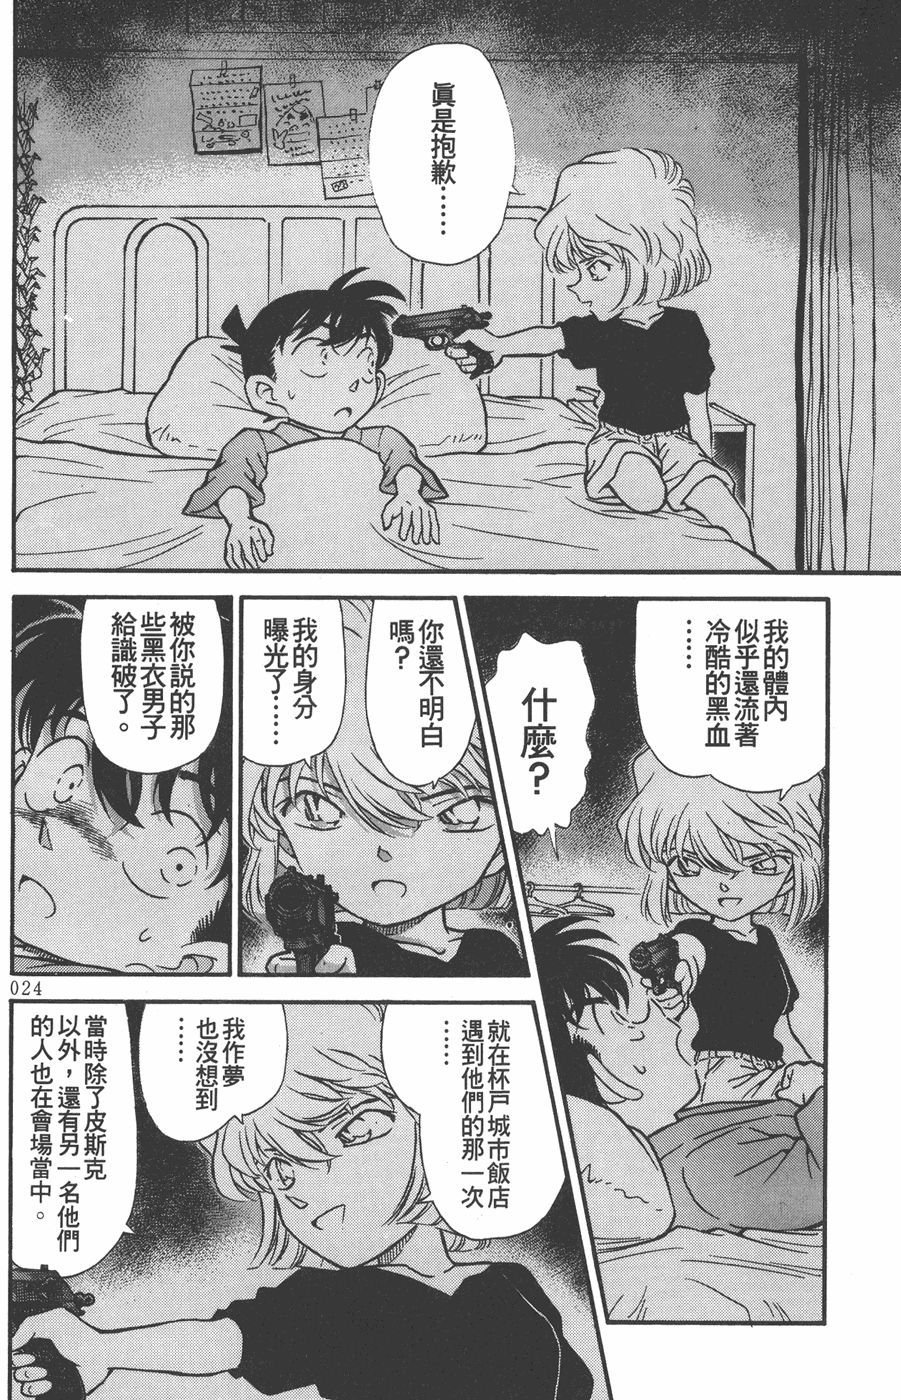 眞是抱歉……
我的體內
似乎還流著
冷酷的黑血
……
什麼？
你還不明白
嗎？
我的身分
曝光了……
被你說的那
些黑衣男子
給識破了。
024
就在杯戸城市飯店
遇到他們的那一次
……
我作夢
也沒想到
……
當時除了皮斯克
以外，還有另一名他們
的人也在會場當中。